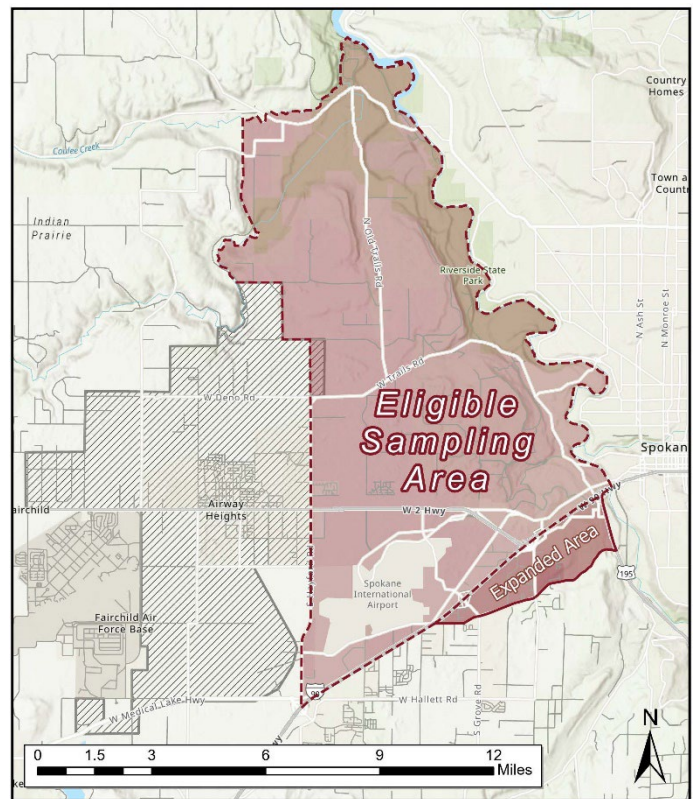 Country
Homes
Coulee Creek
Town a
Countr
Indian
Prairie
N Old Trails Rd
Riverside State
Park
N Ash St
N Monroe St
W Trails Rd
W Deno Rd
Eligible
Sampling
Area
Spokan
airchild
Airway
Heights
W 2 Hwy
W 90 Hwy
Expanded Area
Spokane
International
Airport
195
Fairchild Air
Force Base
90
W Hallett Rd
W Medical Lake Hwy
S Grove Rd
N
0 1.5 3 6 9 12
Miles